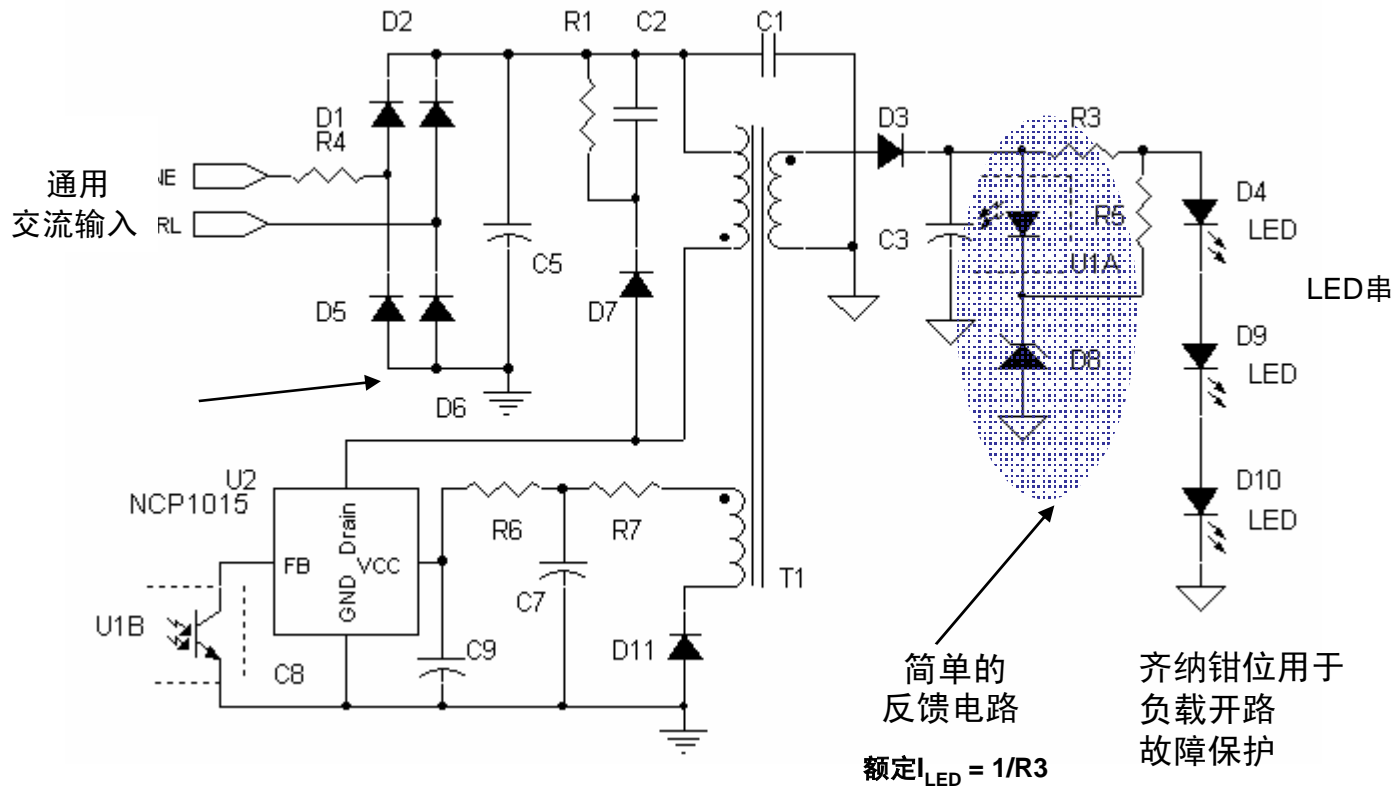 D2
R1
C2
C1
D1
R4
D3
R3
通用
交流输入
NE
RL
C5
D7
C3
R5
U1A
D4
LED
LED串
D5
D6
D8
D9
LED
U2
NCP1015
Drain
FB
VCC
GND
R6
R7
C7
T1
D10
LED
U1B
C8
C9
D11
简单的
反馈电路
额定I_LED = 1/R3
齐纳钳位用于
负载开路
故障保护